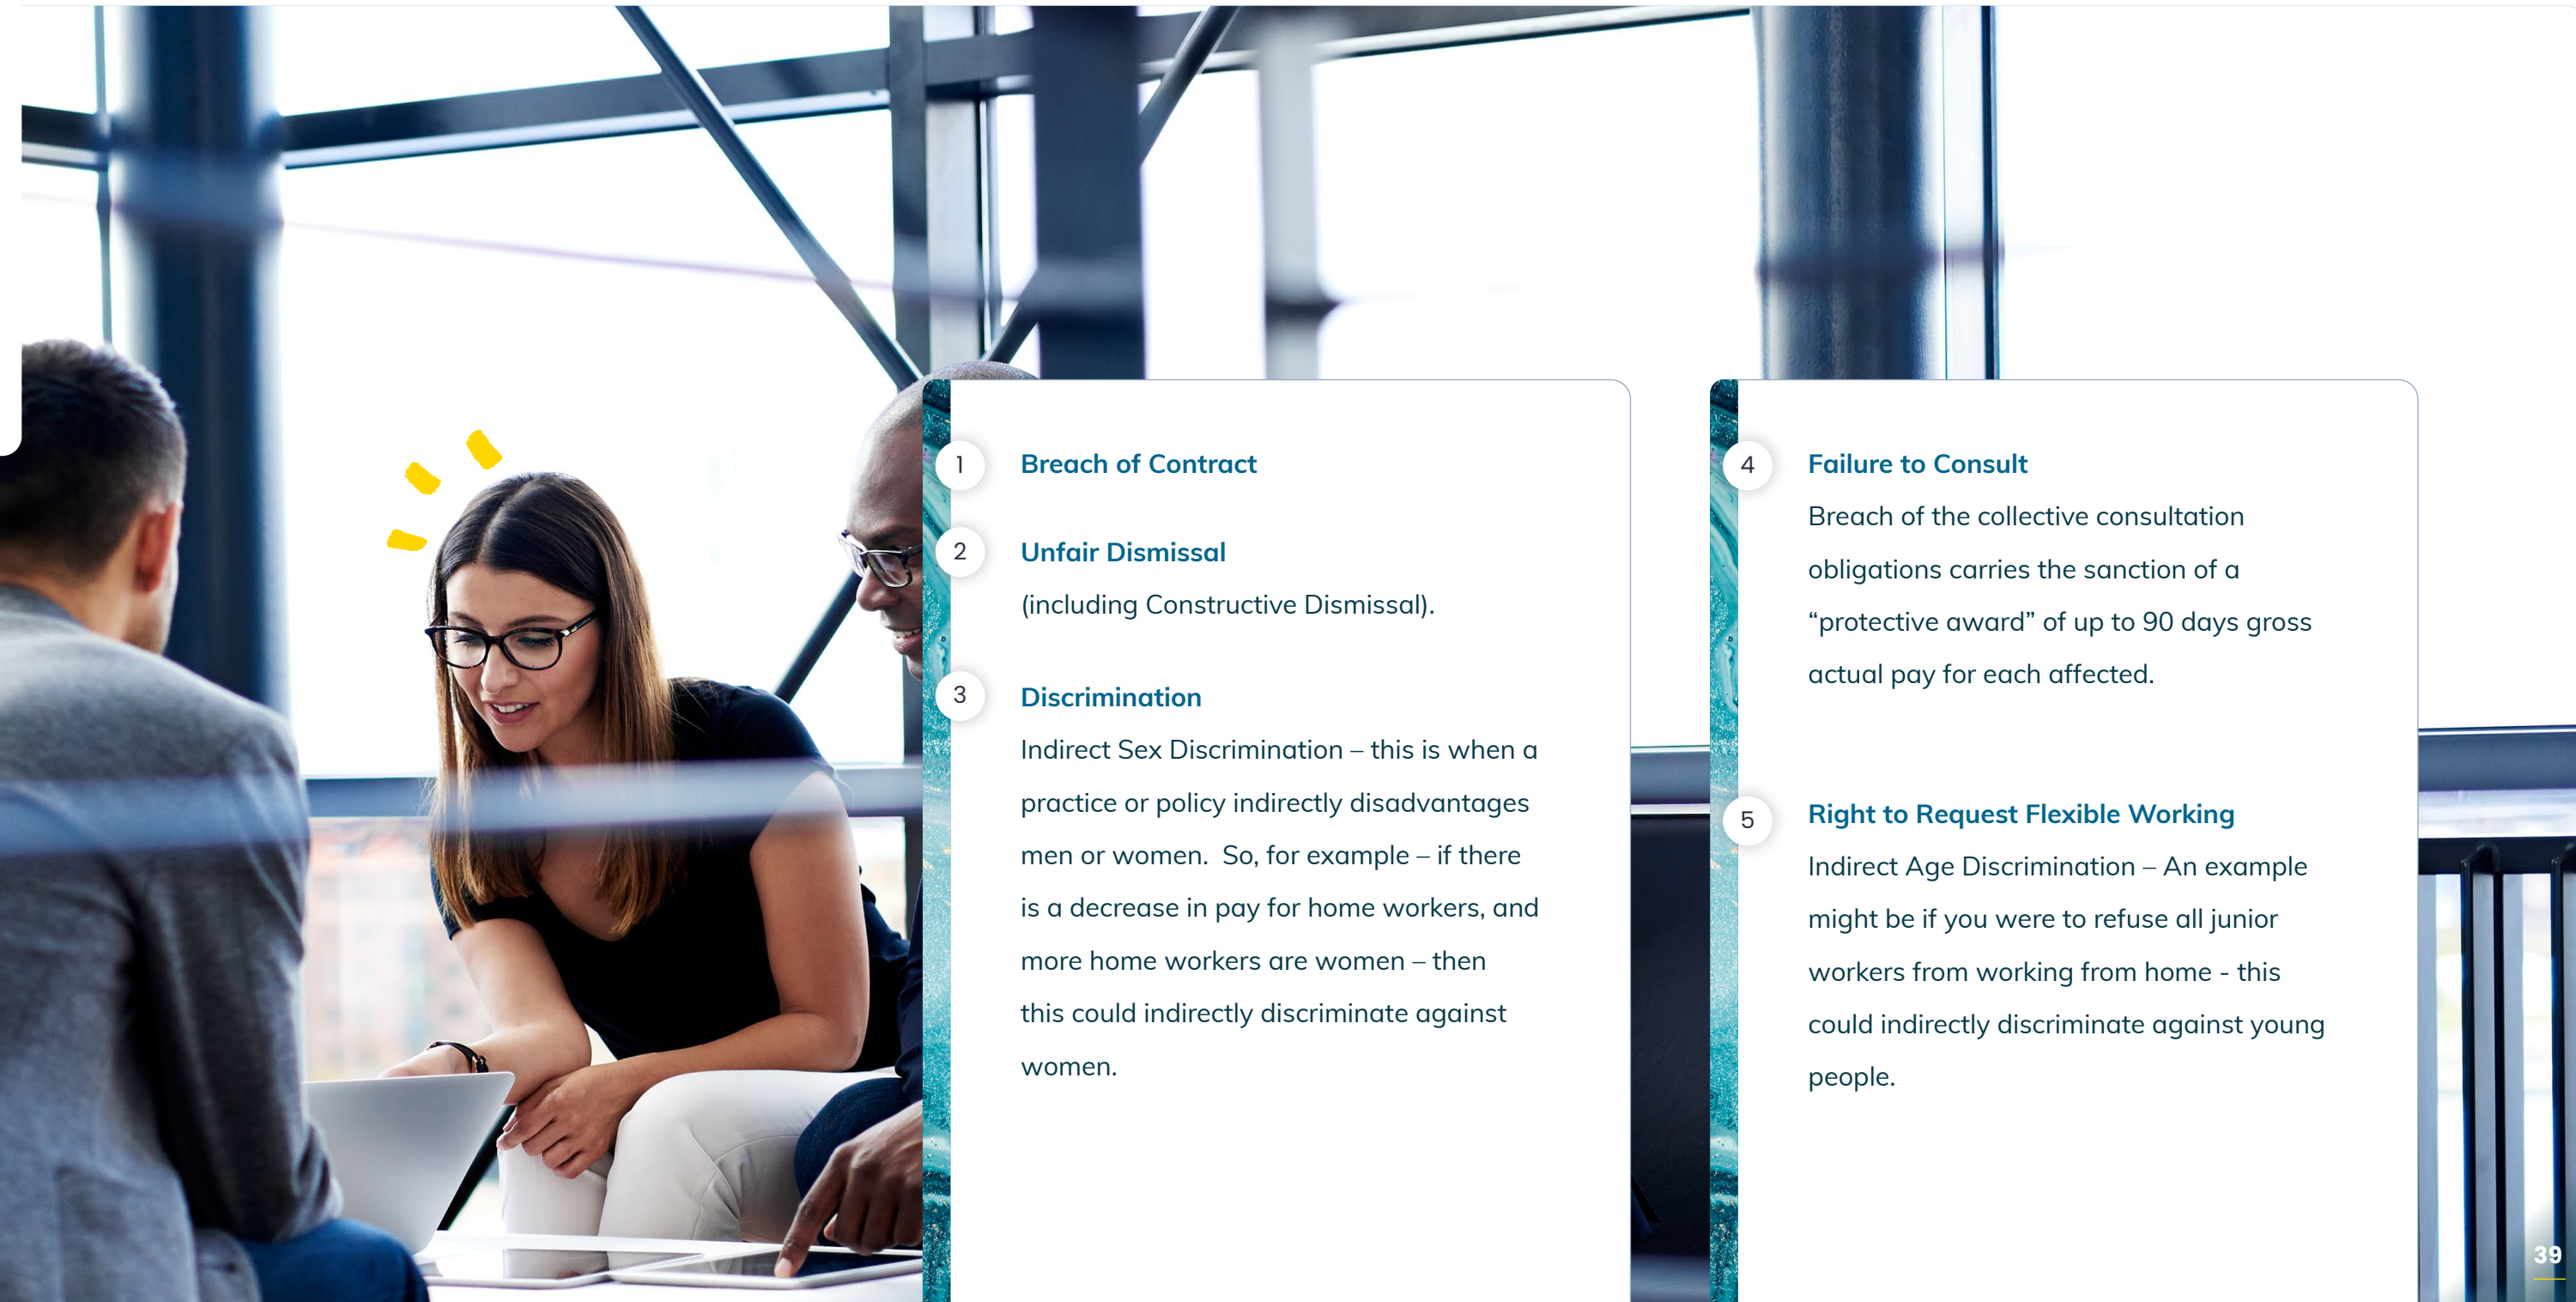 1
Breach of Contract
2
Unfair Dismissal
(including Constructive Dismissal).
3
Discrimination
Indirect Sex Discrimination – this is when a
practice or policy indirectly disadvantages
men or women.  So, for example – if there
is a decrease in pay for home workers, and
more home workers are women – then
this could indirectly discriminate against
women.
4
Failure to Consult
Breach of the collective consultation
obligations carries the sanction of a
“protective award” of up to 90 days gross
actual pay for each affected.
5
Right to Request Flexible Working
Indirect Age Discrimination – An example
might be if you were to refuse all junior
workers from working from home - this
could indirectly discriminate against young
people.
39